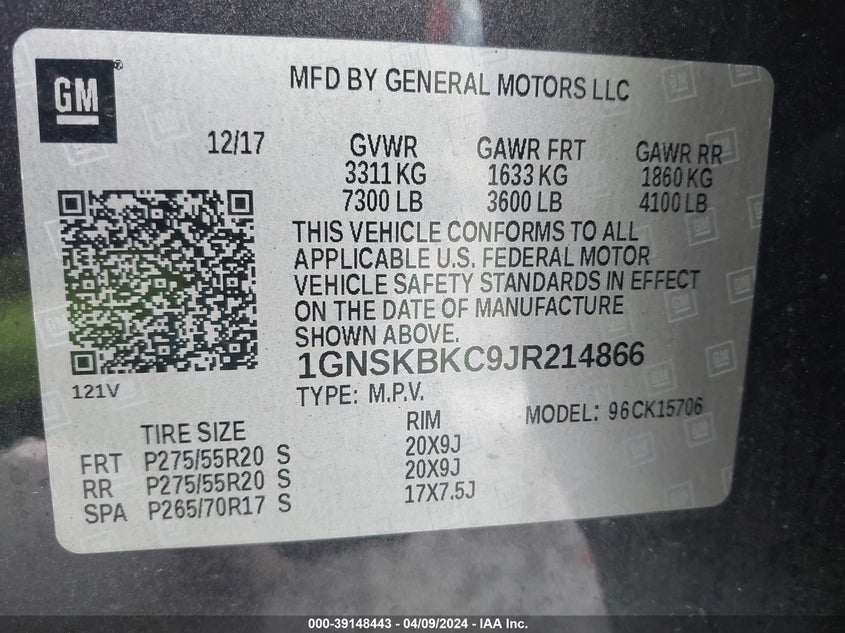 GM
MFD BY GENERAL MOTORS LLC
12/17
GVWR GAWR FRT GAWR RR
3311 KG 1633 KG 1860 KG
7300 LB 3600 LB 4100 LB
THIS VEHICLE CONFORMS TO ALL
APPLICABLE U.S. FEDERAL MOTOR
VEHICLE SAFETY STANDARDS IN EFFECT
ON THE DATE OF MANUFACTURE
SHOWN ABOVE.
1GNSKBKC9JR214866
121V
TYPE: M.P.V.
MODEL: 96CK15706
TIRE SIZE RIM
FRT P275/55R20 S 20X9J
RR P275/55R20 S 20X9J
SPA P265/70R17 S 17X7.5J
000-39148443 - 04/09/2024 - IAA Inc.